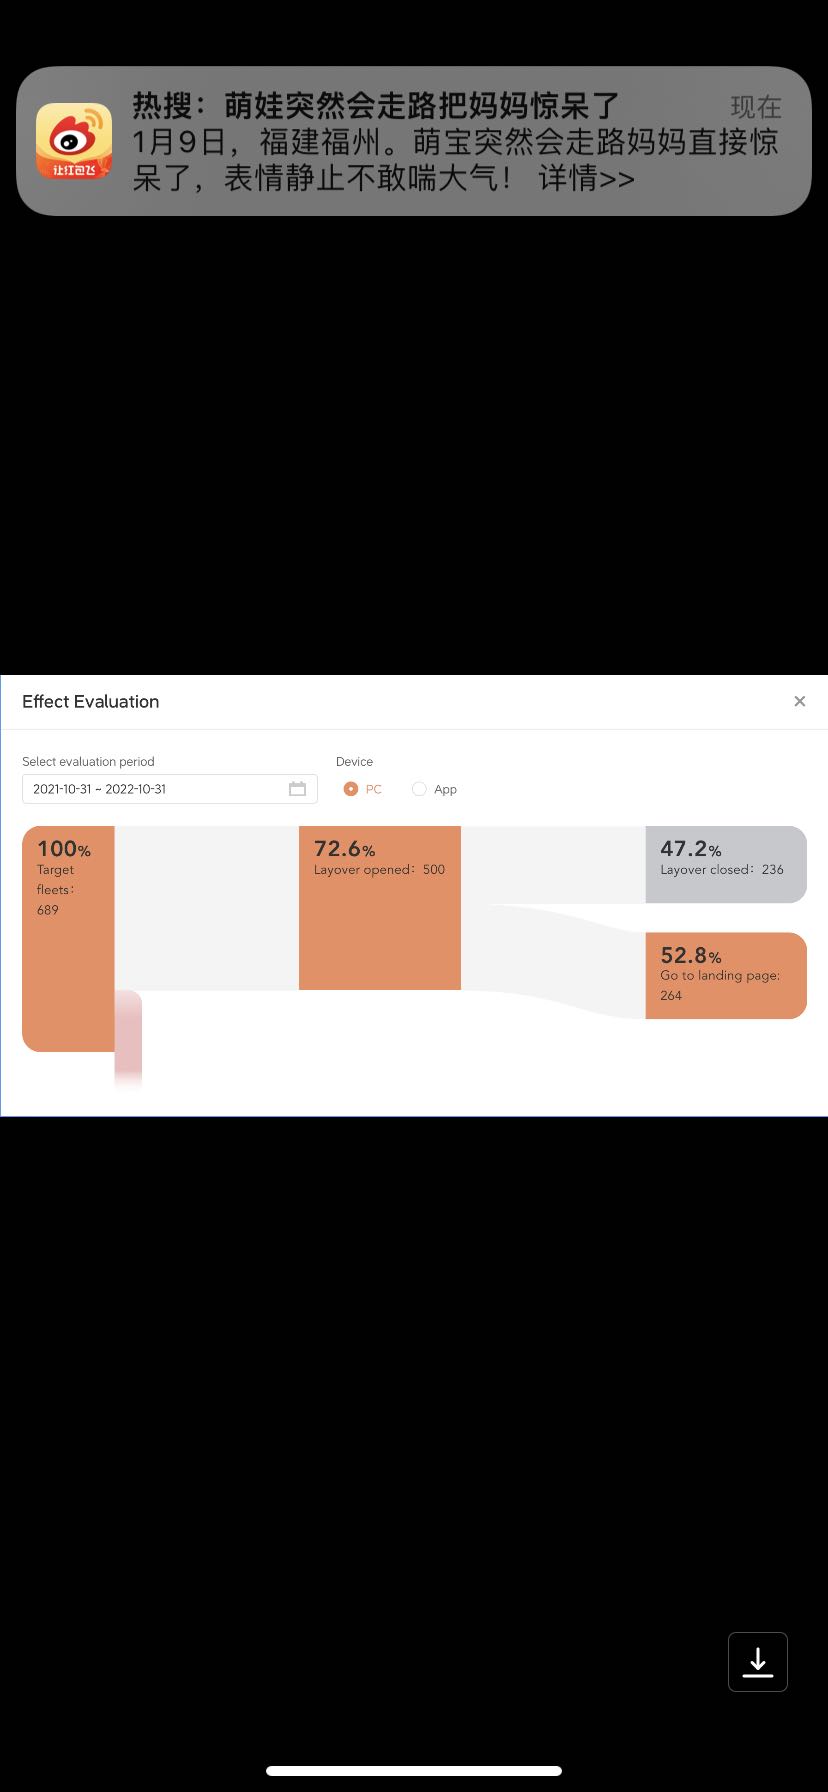 热搜：萌娃突然会走路把妈妈惊呆了
现在
1月9日，福建福州。萌宝突然会走路妈妈直接惊
呆了，表情静止不敢喘大气！ 详情>>
让红包飞
Effect Evaluation
Select evaluation period
Device
2021-10-31 ~ 2022-10-31
PC
App
100%
Target
fleets：
689
72.6%
Layover opened：500
47.2%
Layover closed：236
52.8%
Go to landing page:
264